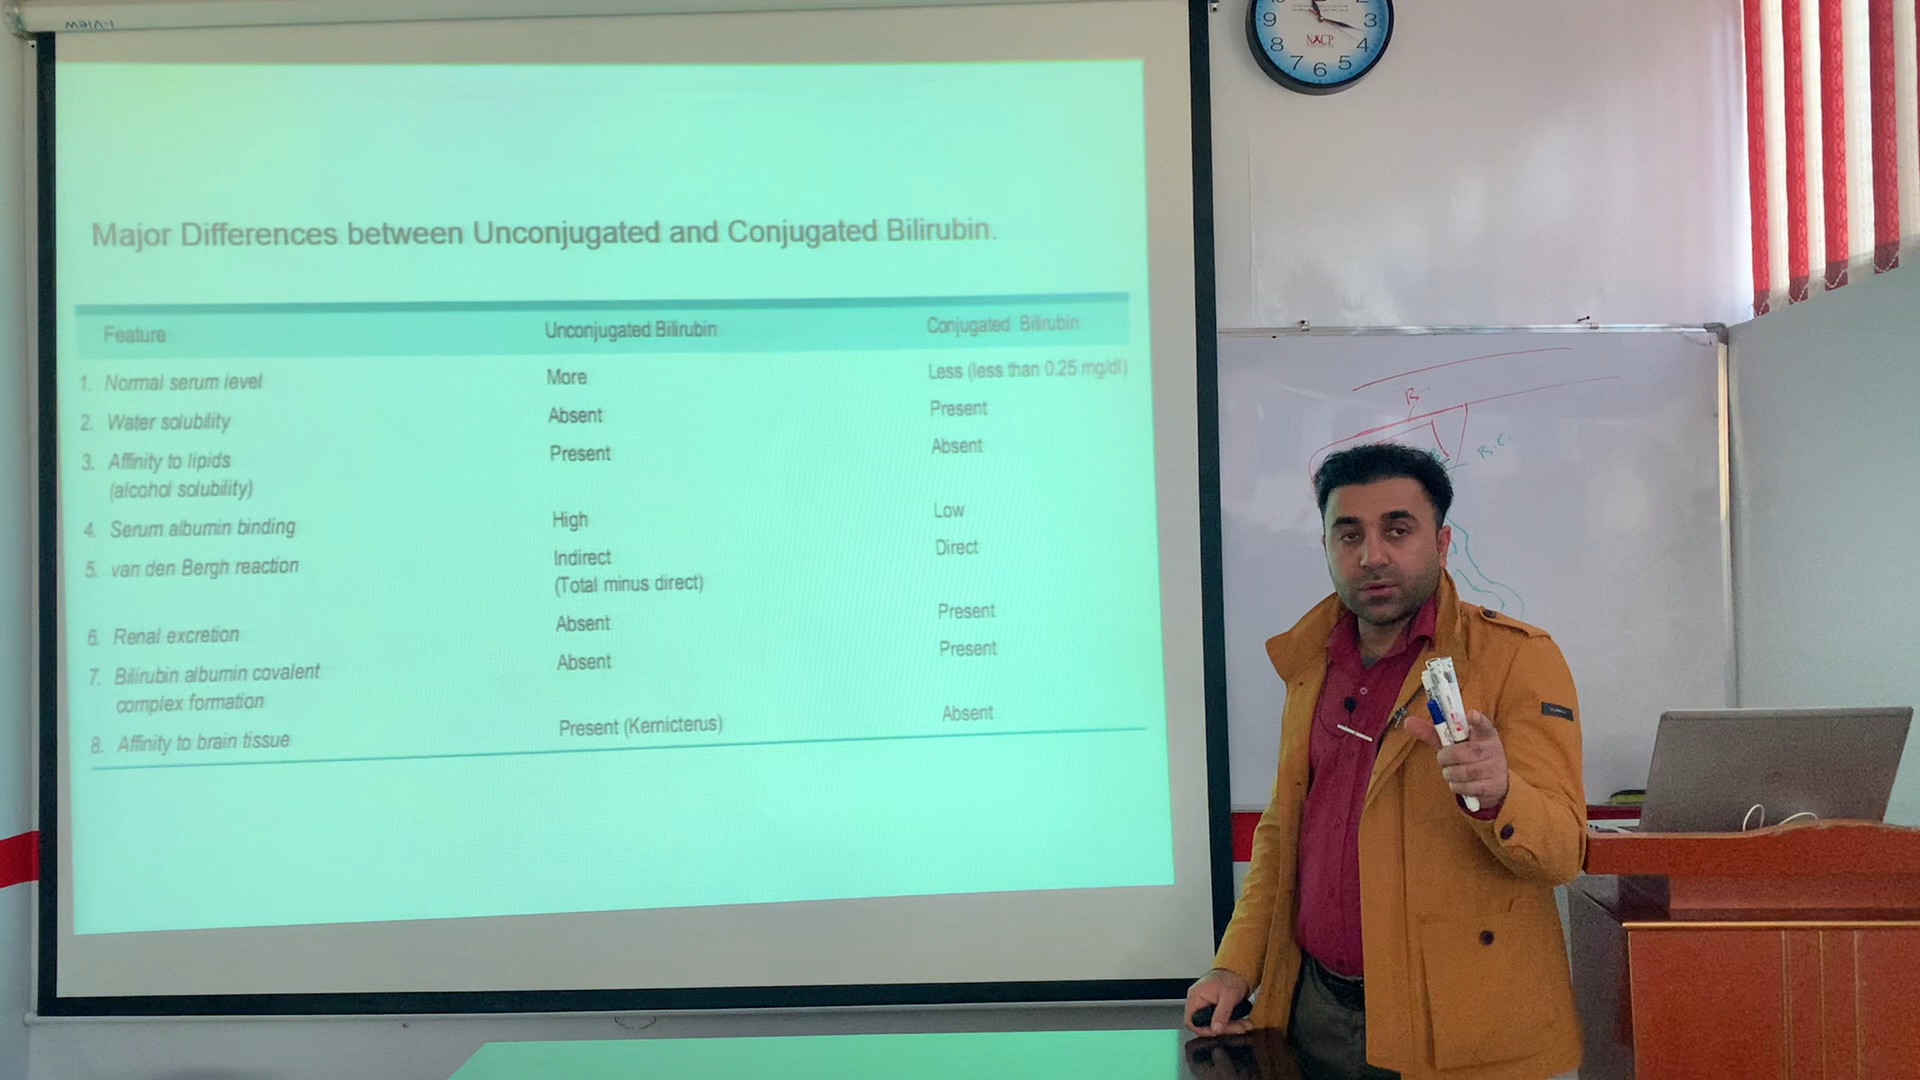 i-View
Major Differences between Unconjugated and Conjugated Bilirubin.
Feature Unconjugated Bilirubin Conjugated Bilirubin
1. Normal serum level More Less (less than 0.25 mg/dl)
2. Water solubility Absent Present
3. Affinity to lipids Present Absent
(alcohol solubility)
4. Serum albumin binding High Low
5. van den Bergh reaction Indirect Direct
(Total minus direct)
6. Renal excretion Absent Present
7. Bilirubin albumin covalent Absent Present
complex formation
8. Affinity to brain tissue Present (Kernicterus) Absent
9 3
NACP
8 4
7 6 5
B.
B.C.